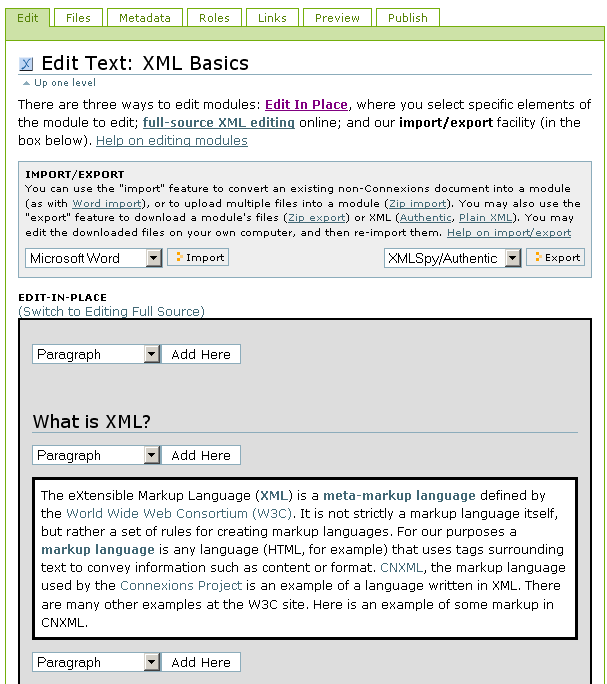 Edit Files Metadata Roles Links Preview Publish
Edit Text: XML Basics
Up one level
There are three ways to edit modules: Edit In Place, where you select specific elements of
the module to edit; full-source XML editing online; and our import/export facility (in the
box below). Help on editing modules
IMPORT/EXPORT
You can use the "import" feature to convert an existing non-Connexions document into a module
(as with Word import), or to upload multiple files into a module (Zip import). You may also use the
"export" feature to download a module's files (Zip export) or XML (Authentic, Plain XML). You may
edit the downloaded files on your own computer, and then re-import them. Help on import/export
Microsoft Word Import XMLSpy/Authentic Export
EDIT-IN-PLACE
(Switch to Editing Full Source)
Paragraph Add Here
What is XML?
Paragraph Add Here
The eXtensible Markup Language (XML) is a meta-markup language defined by
the World Wide Web Consortium (W3C). It is not strictly a markup language itself,
but rather a set of rules for creating markup languages. For our purposes a
markup language is any language (HTML, for example) that uses tags surrounding
text to convey information such as content or format. CNXML, the markup language
used by the Connexions Project is an example of a language written in XML. There
are many other examples at the W3C site. Here is an example of some markup in
CNXML.
Paragraph Add Here